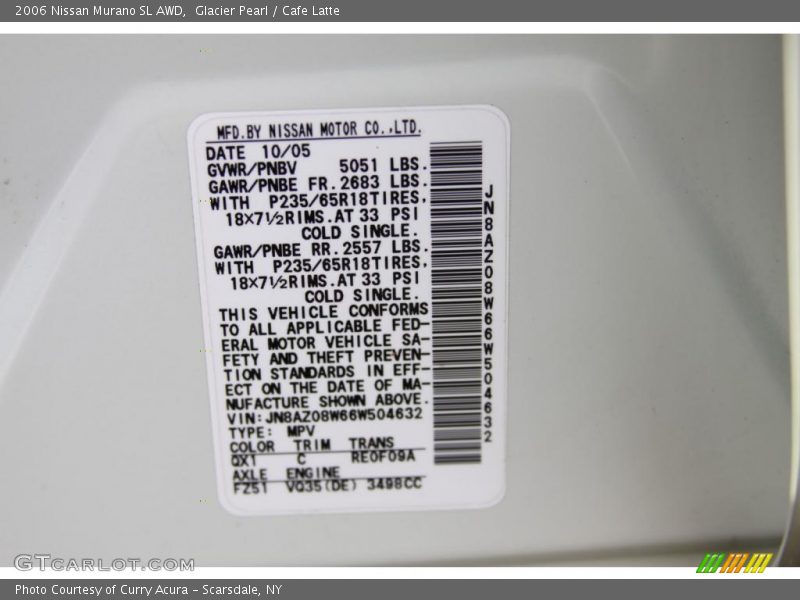 2006 Nissan Murano SL AWD,  Glacier Pearl / Cafe Latte
MFD.BY NISSAN MOTOR CO.,LTD.
DATE 10/05
GVWR/PNBV 5051 LBS.
GAWR/PNBE FR.2683 LBS.
WITH P235/65R18TIRES,
18X7½RIMS.AT 33 PSI
COLD SINGLE.
GAWR/PNBE RR.2557 LBS.
WITH P235/65R18TIRES,
18X7½RIMS.AT 33 PSI
COLD SINGLE.
THIS VEHICLE CONFORMS
TO ALL APPLICABLE FED-
ERAL MOTOR VEHICLE SA-
FETY AND THEFT PREVEN-
TION STANDARDS IN EFF-
ECT ON THE DATE OF MA-
NUFACTURE SHOWN ABOVE.
VIN:JN8AZ08W66W504632
TYPE: MPV
COLOR TRIM TRANS
QX1 C RE0F09A
AXLE ENGINE
FZ51 VQ35(DE) 3498CC
JN8AZ08W66W504632
GTCARLOT.COM
Photo Courtesy of Curry Acura - Scarsdale, NY